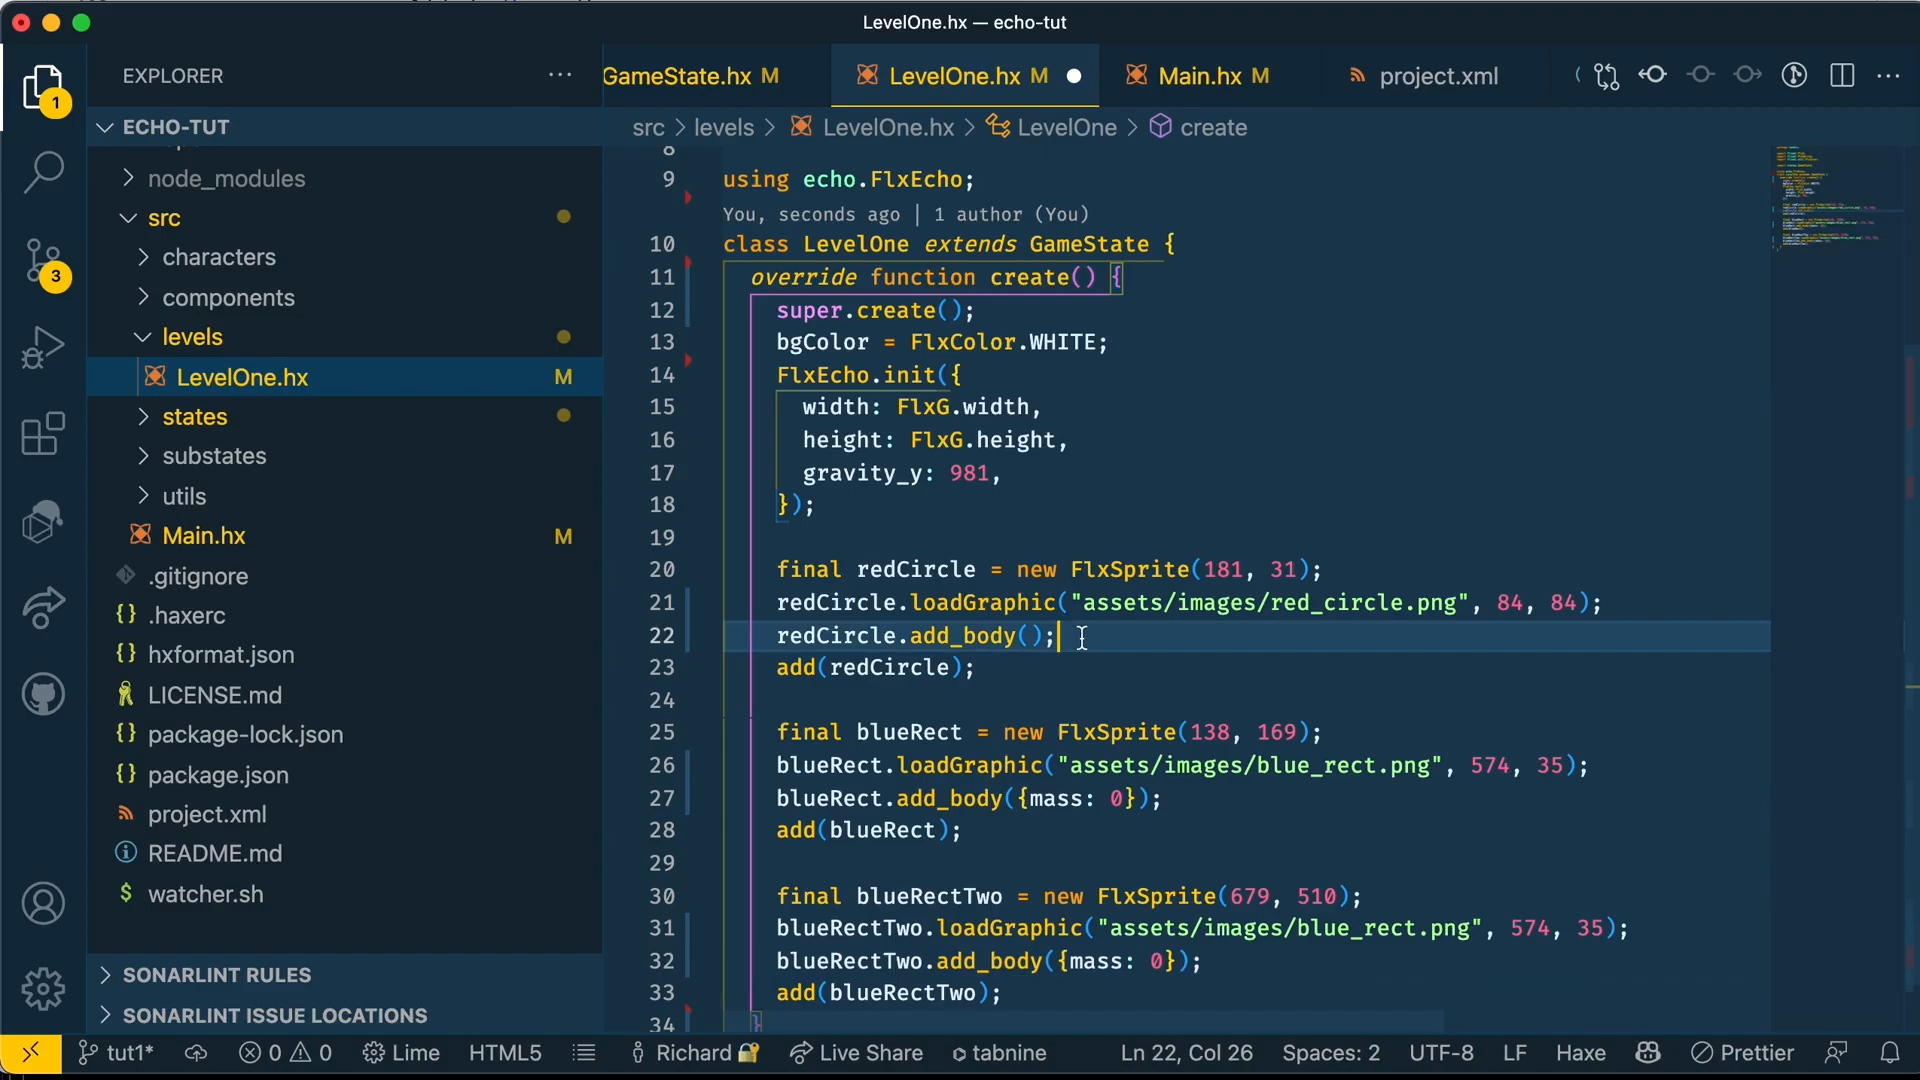 LevelOne.hx — echo-tut
EXPLORER
GameState.hx M
LevelOne.hx M
Main.hx M
project.xml
1
ECHO-TUT
src > levels > LevelOne.hx > LevelOne > create
node_modules
src
characters
components
levels
LevelOne.hx M
states
substates
utils
Main.hx M
.gitignore
.haxerc
hxformat.json
LICENSE.md
package-lock.json
package.json
project.xml
README.md
watcher.sh
SONARLINT RULES
SONARLINT ISSUE LOCATIONS
3
8
9 using echo.FlxEcho;
You, seconds ago | 1 author (You)
10 class LevelOne extends GameState {
11 override function create() {
12 super.create();
13 bgColor = FlxColor.WHITE;
14 FlxEcho.init({
15 width: FlxG.width,
16 height: FlxG.height,
17 gravity_y: 981,
18 });
19
20 final redCircle = new FlxSprite(181, 31);
21 redCircle.loadGraphic("assets/images/red_circle.png", 84, 84);
22 redCircle.add_body();
23 add(redCircle);
24
25 final blueRect = new FlxSprite(138, 169);
26 blueRect.loadGraphic("assets/images/blue_rect.png", 574, 35);
27 blueRect.add_body({mass: 0});
28 add(blueRect);
29
30 final blueRectTwo = new FlxSprite(679, 510);
31 blueRectTwo.loadGraphic("assets/images/blue_rect.png", 574, 35);
32 blueRectTwo.add_body({mass: 0});
33 add(blueRectTwo);
34 }
tut1* 0 0 Lime HTML5 Richard Live Share tabnine Ln 22, Col 26 Spaces: 2 UTF-8 LF Haxe Prettier